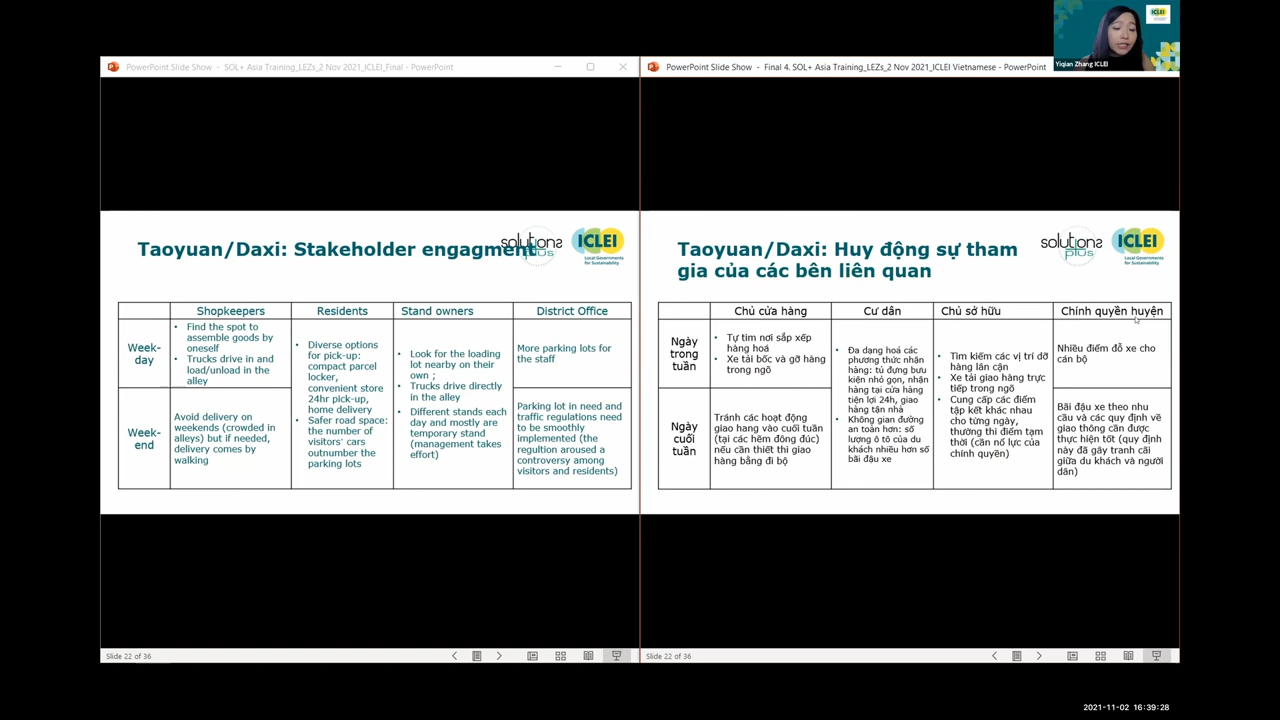 ICLEI
Yiqian Zhang ICLEI
PowerPoint Slide Show - SOL+ Asia Training_LEZs_2 Nov 2021_ICLEI_Final - PowerPoint
PowerPoint Slide Show - Final 4. SOL+ Asia Training_LEZs_2 Nov 2021_ICLEI Vietnamese - PowerPoint
Taoyuan/Daxi: Stakeholder engagment
solutions
plus
ICLEI
Local Governments
for Sustainability
Shopkeepers
Residents
Stand owners
District Office
Week-
day
• Find the spot to
assemble goods by
oneself
• Trucks drive in and
load/unload in the
alley
• Diverse options
for pick-up:
compact parcel
locker,
convenient store
24hr pick-up,
home delivery
• Safer road space:
the number of
visitors' cars
outnumber the
parking lots
• Look for the loading
lot nearby on their
own ;
• Trucks drive directly
in the alley
• Different stands each
day and mostly are
temporary stand
(management takes
effort)
More parking lots for
the staff
Week-
end
Avoid delivery on
weekends (crowded in
alleys) but if needed,
delivery comes by
walking
Parking lot in need and
traffic regulations need
to be smoothly
implemented (the
regultion aroused a
controversy among
visitors and residents)
Slide 22 of 36
Taoyuan/Daxi: Huy động sự tham
gia của các bên liên quan
solutions
plus
ICLEI
Local Governments
for Sustainability
Chủ cửa hàng
Cư dân
Chủ sở hữu
Chính quyền huyện
Ngày
trong
tuần
• Tự tìm nơi sắp xếp
hàng hoá
• Xe tải bốc và gỡ hàng
trong ngõ
• Đa dạng hoá các
phương thức nhận
hàng: tủ đựng bưu
kiện nhỏ gọn, nhận
hàng tại cửa hàng
tiện lợi 24h, giao
hàng tận nhà
• Không gian đường
an toàn hơn: số
lượng ô tô của du
khách nhiều hơn số
bãi đậu xe
• Tìm kiếm các vị trí dỡ
hàng lân cận
• Xe tải giao hàng trực
tiếp trong ngõ
• Cung cấp các điểm
tập kết khác nhau
cho từng ngày,
thường thì điểm tạm
thời (cần nổ lực của
chính quyền)
Nhiều điểm đỗ xe cho
cán bộ
Ngày
cuối
tuần
Tránh các hoạt động
giao hang vào cuối tuần
(tại các hẽm đông đúc)
nếu cần thiết thì giao
hàng bằng đi bộ
Bãi đậu xe theo nhu
cầu và các quy định về
giao thông cần được
thực hiện tốt (quy định
này đã gây tranh cãi
giữa du khách và người
dân)
Slide 22 of 36
2021-11-02 16:39:28